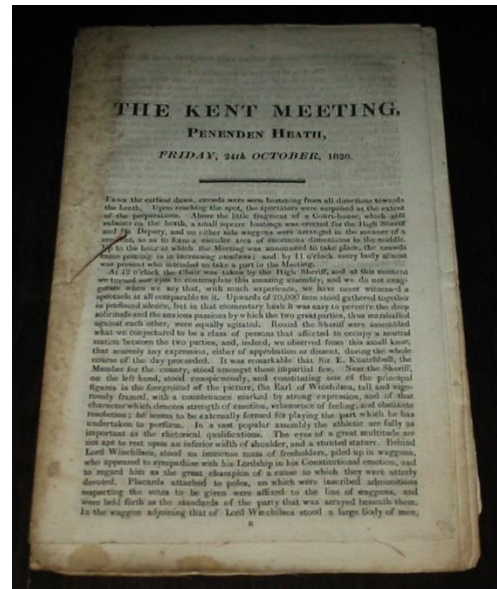 THE KENT MEETING,
PENENDEN HEATH,
FRIDAY, 24th OCTOBER, 1828.
FROM the earliest dawn, crowds were seen hastening from all directions towards
the heath. Upon reaching the spot, the spectators were surprised at the extent
of the preparations. Above the little fragment of a Court-house, which still
subsists on the heath, a small square hustings was erected for the High Sheriff
and his Deputy, and on either side waggons were arranged in the manner of a
crescent, so as to form a circular area of enormous dimensions in the middle.
Up to the hour at which the Meeting was announced to take place, the crowds
came pouring in in increasing numbers; and by 11 o'clock every body almost
was present who intended to take a part in the Meeting.
At 12 o'clock the Chair was taken by the High Sheriff, and at this moment
we turned our eyes to contemplate this amazing assembly, and we do not exag-
gerate when we say that, with much experience, we have never witnessed a
spectacle at all comparable to it. Upwards of 20,000 men stood gathered together
in profound silence, but in that momentary hush it was easy to perceive the deep
solicitude and the anxious passions by which the two great parties, thus marshalled
against each other, were equally agitated. Round the Sheriff were assembled
what we conjectured to be a class of persons that affected to occupy a neutral
station between the two parties, and, indeed, we observed from this small knot,
that scarcely any expression, either of approbation or dissent, during the whole
course of the day proceeded. It was remarkable that Sir E. Knatchbull, the
Member for the county, stood amongst these impartial few. Near the Sheriff,
on the left hand, stood conspicuously, and constituting one of the principal
figures in the foreground of the picture, the Earl of Winchilsea, tall and vigo-
rously framed, with a countenance marked by strong expression, and of that
character which denotes strength of emotion, vehemence of feeling, and obstinate
resolution; he seems to be externally formed for playing the part which he has
undertaken to perform. In a vast popular assembly the athletic are fully as
important as the rhetorical qualifications. The eyes of a great multitude are
not apt to rest upon an inferior width of shoulder, and a stunted stature. Behind
Lord Winchilsea, stood an immense mass of freeholders, piled up in waggons,
who appeared to sympathise with his Lordship in his Constitutional emotion, and
to regard him as the great champion of a cause to which they were utterly
devoted. Placards attached to poles, on which were inscribed admonitions
respecting the votes to be given were affixed to the line of waggons, and
were held forth as the standards of the party that was arrayed beneath them.
In the waggon adjoining that of Lord Winchilsea stood a large body of men,
B